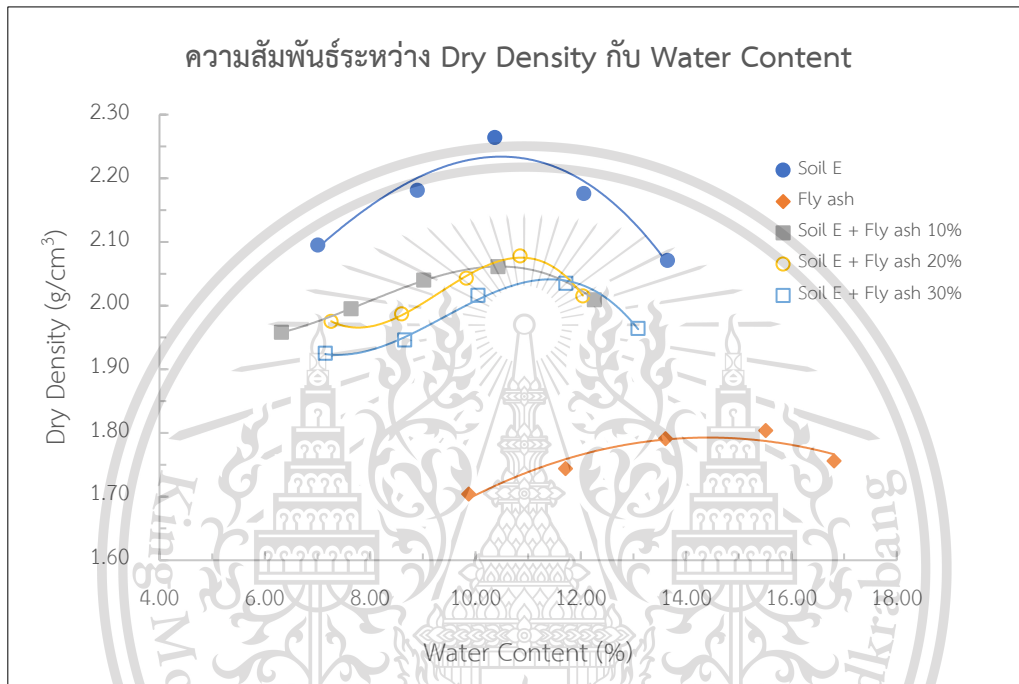 ความสัมพันธ์ระหว่าง Dry Density กับ Water Content
2.30
2.20
2.10
2.00
1.90
1.80
1.70
1.60
Dry Density (g/cm³)
Soil E
Fly ash
Soil E + Fly ash 10%
Soil E + Fly ash 20%
Soil E + Fly ash 30%
4.00 6.00 8.00 10.00 12.00 14.00 16.00 18.00
Water Content (%)
King Mo
dkrabang